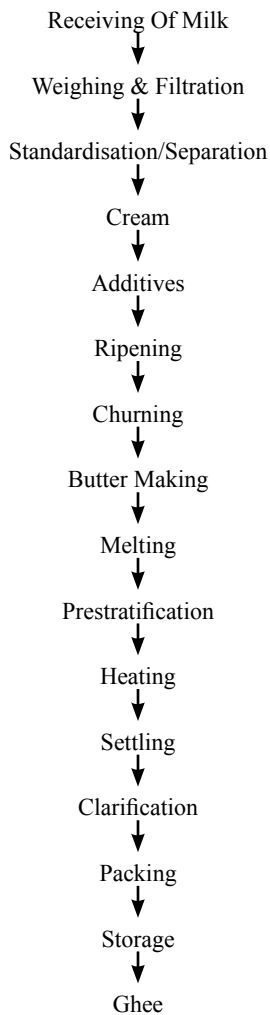 Receiving Of Milk
Weighing & Filtration
Standardisation/Separation
Cream
Additives
Ripening
Churning
Butter Making
Melting
Prestratification
Heating
Settling
Clarification
Packing
Storage
Ghee